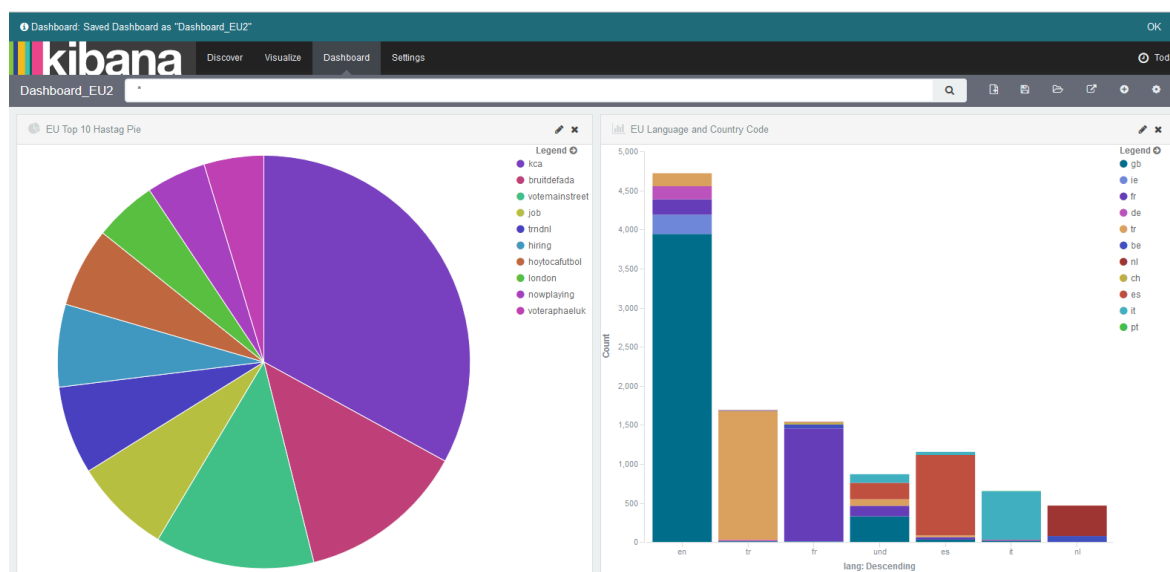 Dashboard: Saved Dashboard as "Dashboard_EU2" OK
kibana Discover Visualize Dashboard Settings Tod
Dashboard_EU2 *
EU Top 10 Hastag Pie
Legend
kca
bruitdefada
votemainstreet
job
tmdnl
hiring
hoytocafutbol
london
nowplaying
voteraphaeluk
EU Language and Country Code
Legend
gb
ie
fr
de
tr
be
nl
ch
es
it
pt
Count
5,000
4,500
4,000
3,500
3,000
2,500
2,000
1,500
1,000
500
0
en tr fr und es it nl
lang: Descending